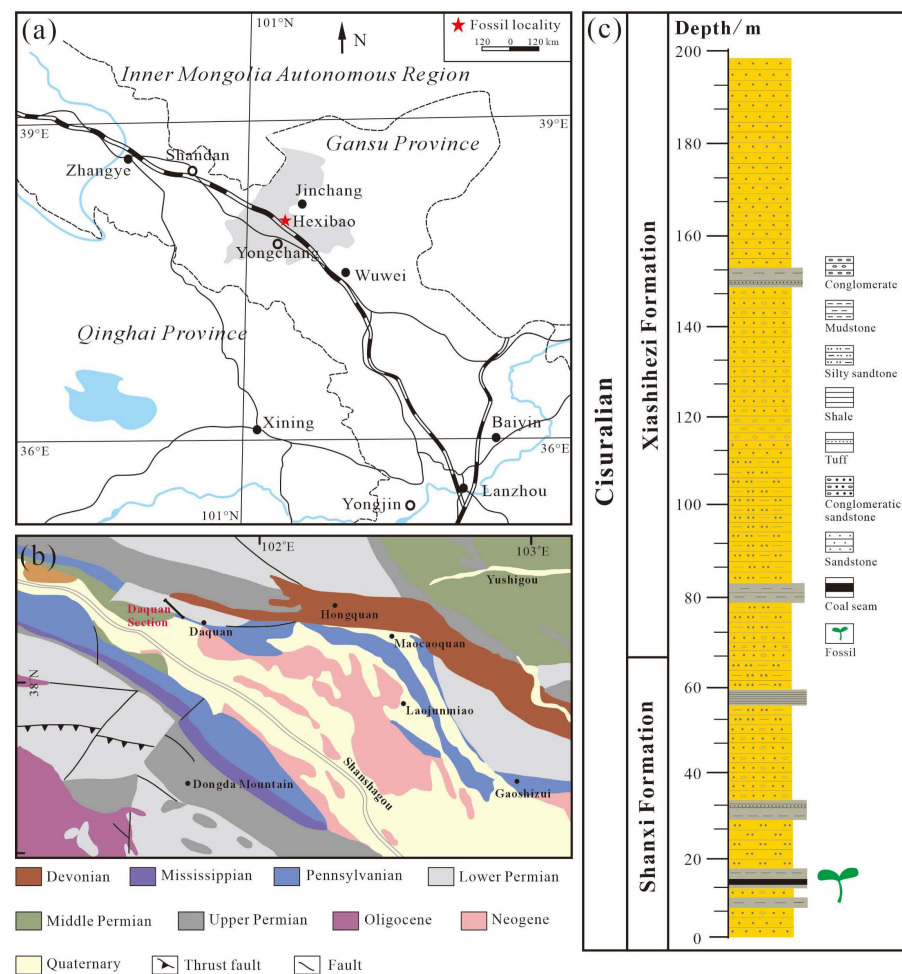 (a)
101°N
N
Fossil locality
120 0 120 km
Inner Mongolia Autonomous Region
39°E
39°E
Gansu Province
Shandan
Zhangye
Jinchang
Hexibao
Yongchang
Wuwei
Qinghai Province
Xining
Baiyin
36°E
36°E
Lanzhou
Yongjin
101°N
(b)
102°E
103°E
Yushigou
Daquan
Section
Hongquan
Daquan
Maocaoquan
38°N
Laojunmiao
Shanshagou
Dongda Mountain
Gaoshizui
Devonian
Mississippian
Pennsylvanian
Lower Permian
Middle Permian
Upper Permian
Oligocene
Neogene
Quaternary
Thrust fault
Fault
(c)
Depth/m
200
180
160
140
120
100
80
60
40
20
0
Cisuralian
Xiashihezi Formation
Shanxi Formation
Conglomerate
Mudstone
Silty sandtone
Shale
Tuff
Conglomeratic
sandstone
Sandstone
Coal seam
Fossil